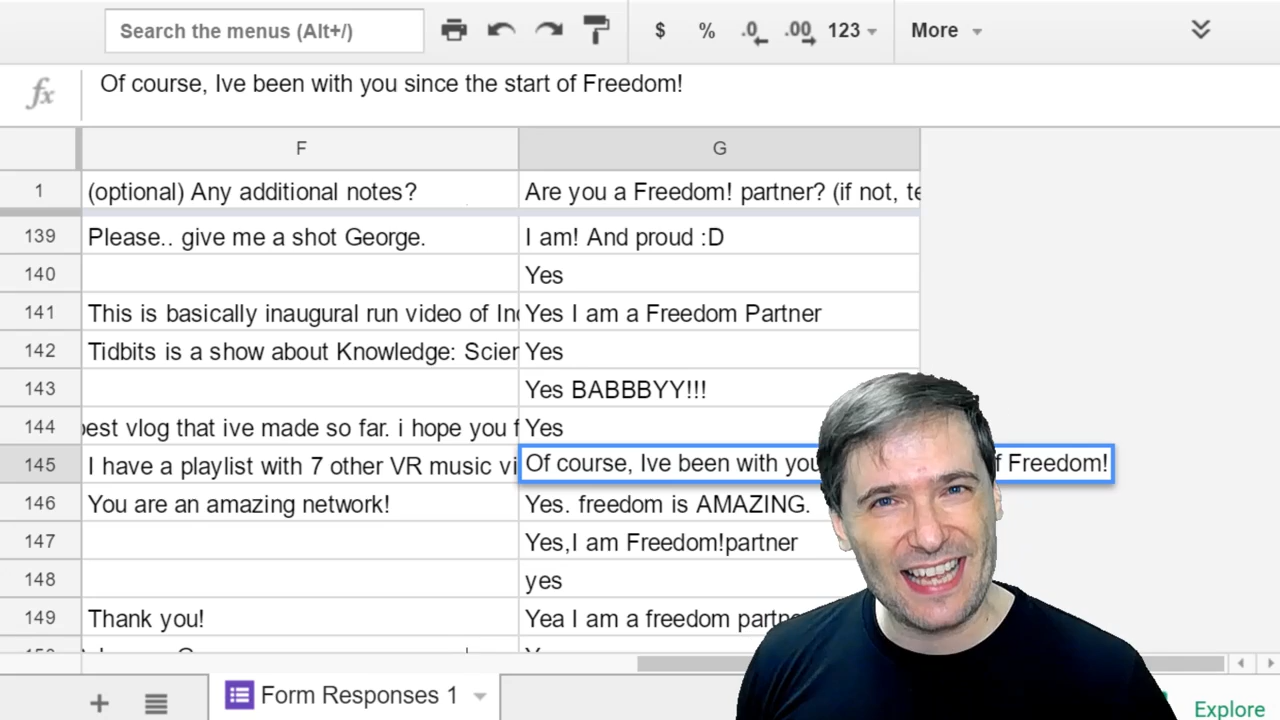 Search the menus (Alt+/) $ % .0 .00 123 More
fx Of course, Ive been with you since the start of Freedom!
F G
1 (optional) Any additional notes? Are you a Freedom! partner? (if not, te
139 Please.. give me a shot George. I am! And proud :D
140 Yes
141 This is basically inaugural run video of In Yes I am a Freedom Partner
142 Tidbits is a show about Knowledge: Scien Yes
143 Yes BABBBYY!!!
144 best vlog that ive made so far. i hope you f Yes
145 I have a playlist with 7 other VR music vi Of course, Ive been with you f Freedom!
146 You are an amazing network! Yes. freedom is AMAZING.
147 Yes,I am Freedom!partner
148 yes
149 Thank you! Yea I am a freedom partne
+ Form Responses 1 Explore